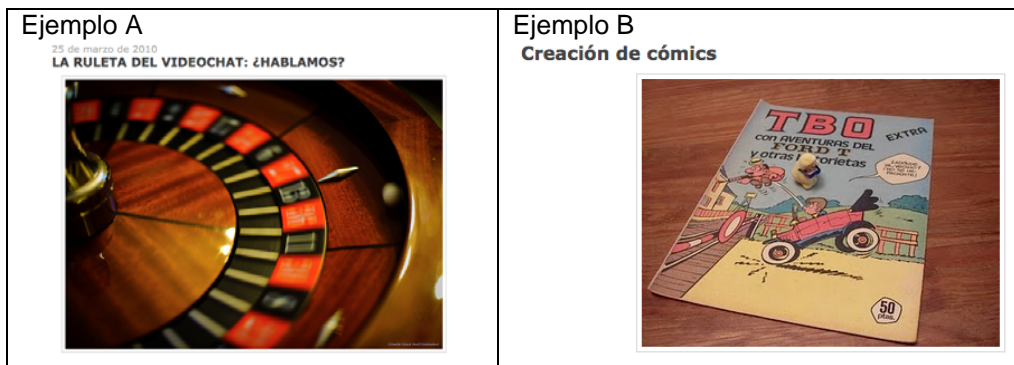 Ejemplo A
25 de marzo de 2010
LA RULETA DEL VIDEOCHAT: ¿HABLAMOS?
Ejemplo B
Creación de cómics
TBO
EXTRA
CON AVENTURAS DEL
FORD T
y otras
50
ptas.